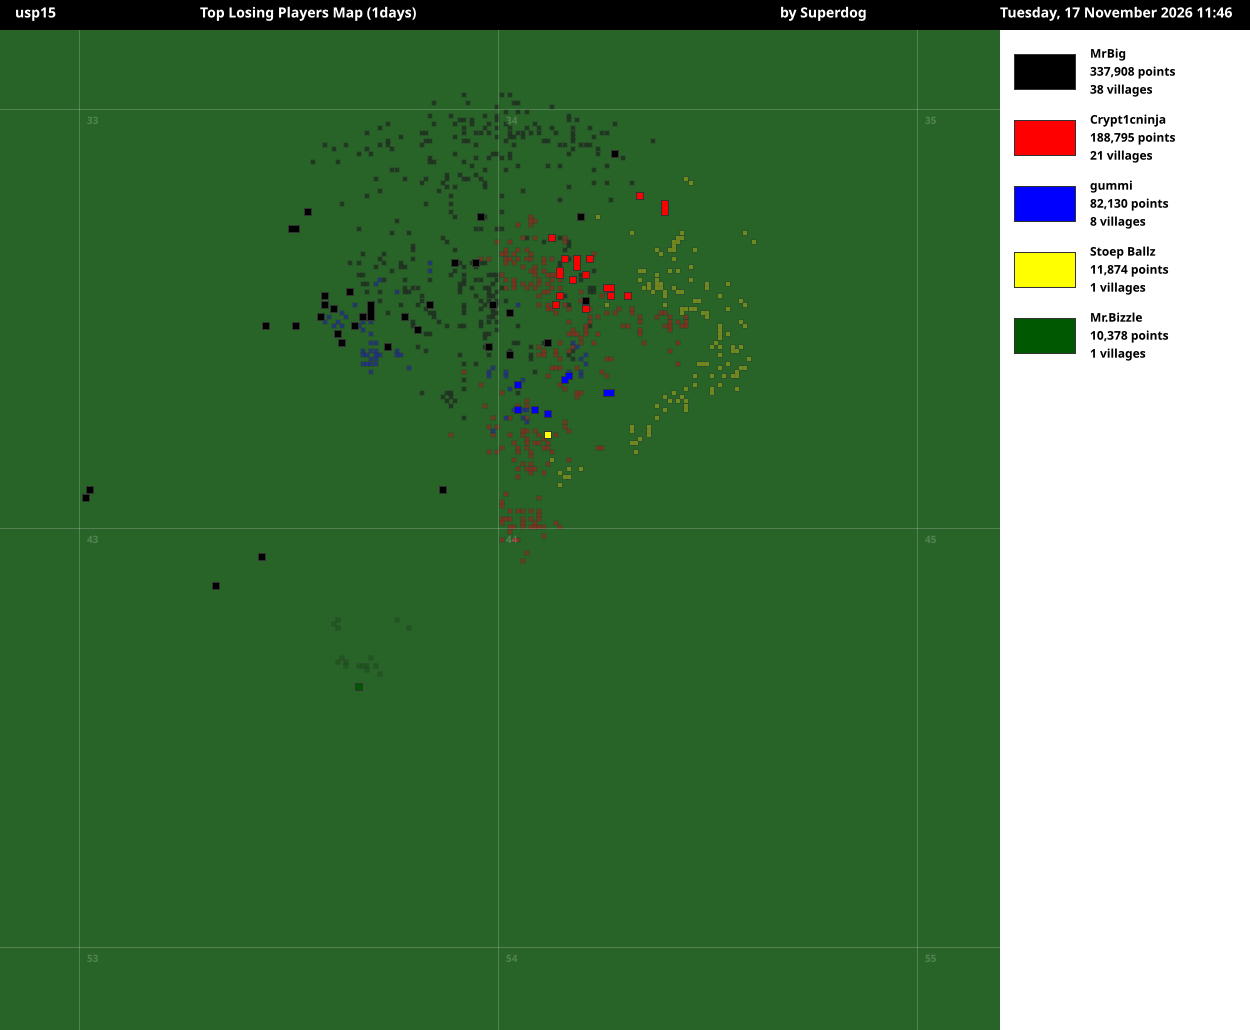 usp15 Top Losing Players Map (1days) by Superdog Tuesday, 17 November 2026 11:46
MrBig
337,908 points
38 villages
Crypt1cninja
188,795 points
21 villages
gummi
82,130 points
8 villages
Stoep Ballz
11,874 points
1 villages
Mr.Bizzle
10,378 points
1 villages
33 34 35
43 44 45
53 54 55